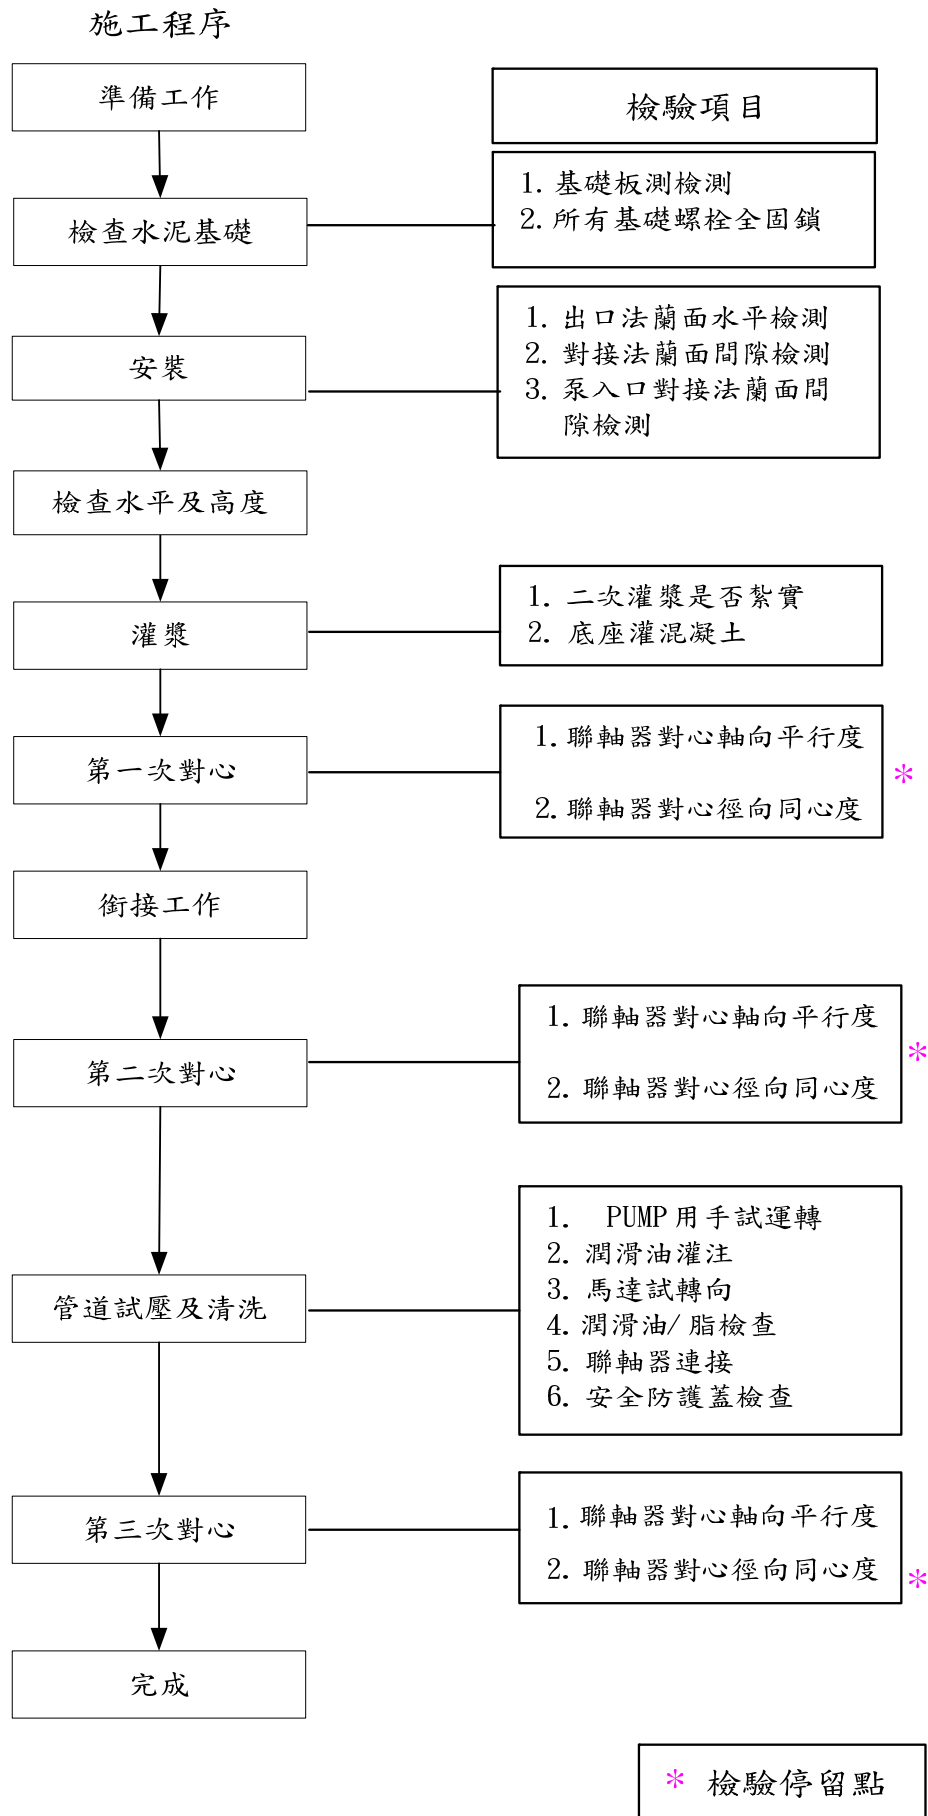 施工程序
準備工作
檢驗項目
檢查水泥基礎
1. 基礎板測檢測
2. 所有基礎螺栓全固鎖
安裝
1. 出口法蘭面水平檢測
2. 對接法蘭面間隙檢測
3. 泵入口對接法蘭面間
隙檢測
檢查水平及高度
灌漿
1. 二次灌漿是否紮實
2. 底座灌混凝土
第一次對心
1. 聯軸器對心軸向平行度
*
2. 聯軸器對心徑向同心度
銜接工作
第二次對心
1. 聯軸器對心軸向平行度
*
2. 聯軸器對心徑向同心度
管道試壓及清洗
1. PUMP用手試運轉
2. 潤滑油灌注
3. 馬達試轉向
4. 潤滑油/脂檢查
5. 聯軸器連接
6. 安全防護蓋檢查
第三次對心
1. 聯軸器對心軸向平行度
2. 聯軸器對心徑向同心度
*
完成
* 檢驗停留點